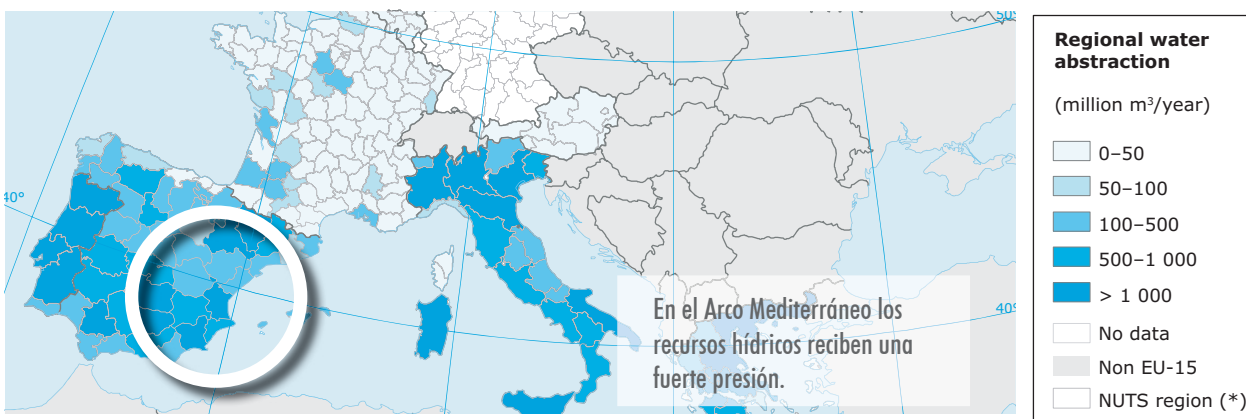 50°
40°
40°
En el Arco Mediterráneo los
recursos hídricos reciben una
fuerte presión.
Regional water
abstraction
(million m³/year)
0–50
50–100
100–500
500–1 000
> 1 000
No data
Non EU-15
NUTS region (*)